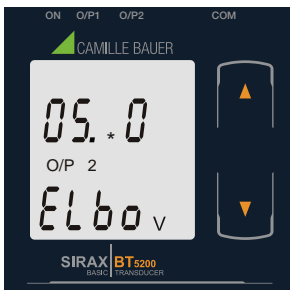 ON O/P1 O/P2 COM
CAMILLE BAUER
05.*0
O/P 2
ELbo V
SIRAX BT5200
BASIC TRANSDUCER